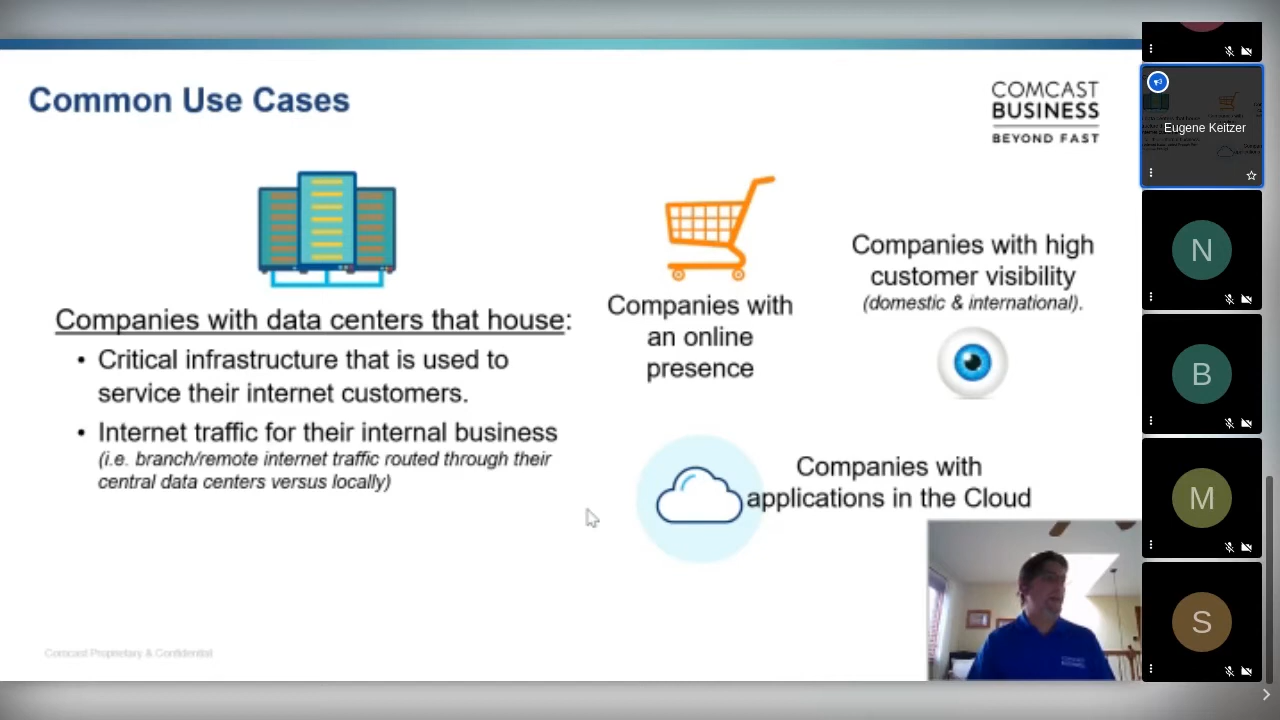 Common Use Cases
COMCAST
BUSINESS
BEYOND FAST
Companies with data centers that house:
• Critical infrastructure that is used to
service their internet customers.
• Internet traffic for their internal business
(i.e. branch/remote internet traffic routed through their
central data centers versus locally)
Companies with
an online
presence
Companies with high
customer visibility
(domestic & international).
Companies with
applications in the Cloud
Comcast Proprietary & Confidential
Eugene Keitzer
N
B
M
S